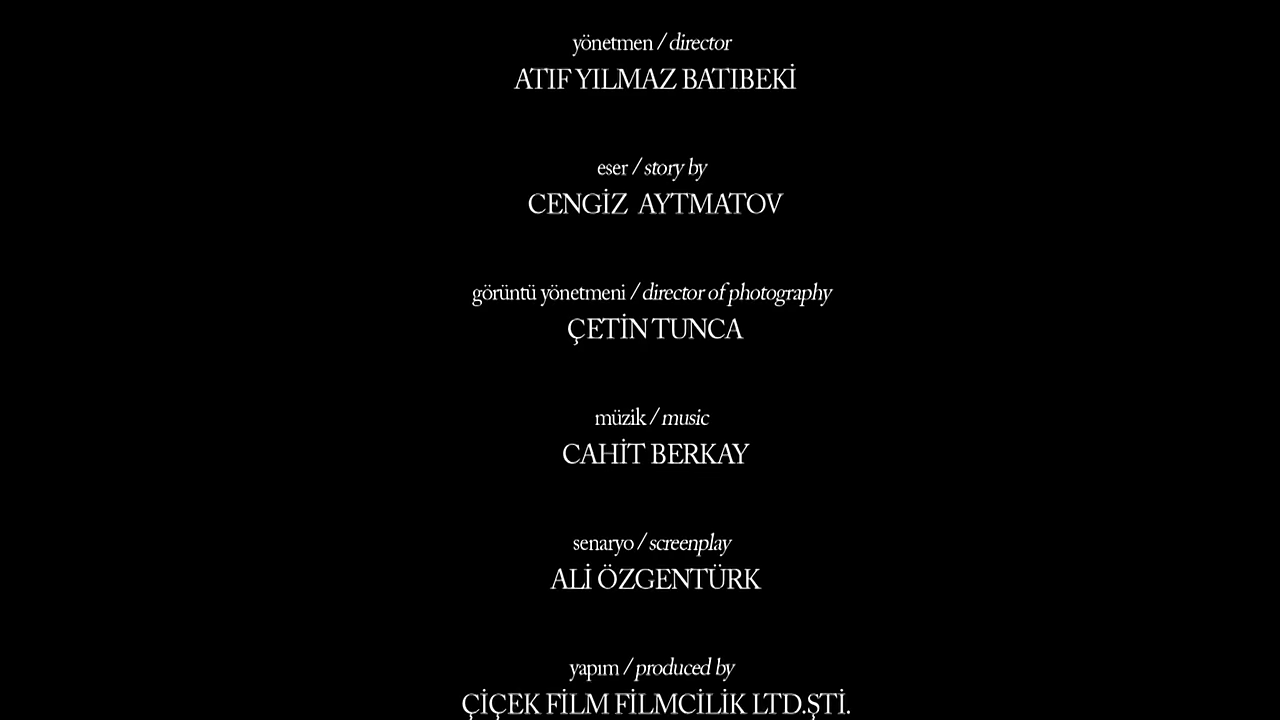 yönetmen / director
ATIF YILMAZ BATIBEKİ
eser / story by
CENGİZ AYTMATOV
görüntü yönetmeni / director of photography
ÇETİN TUNCA
müzik / music
CAHİT BERKAY
senaryo / screenplay
ALİ ÖZGENTÜRK
yapım / produced by
ÇİÇEK FİLM FİLMCİLİK LTD.ŞTİ.